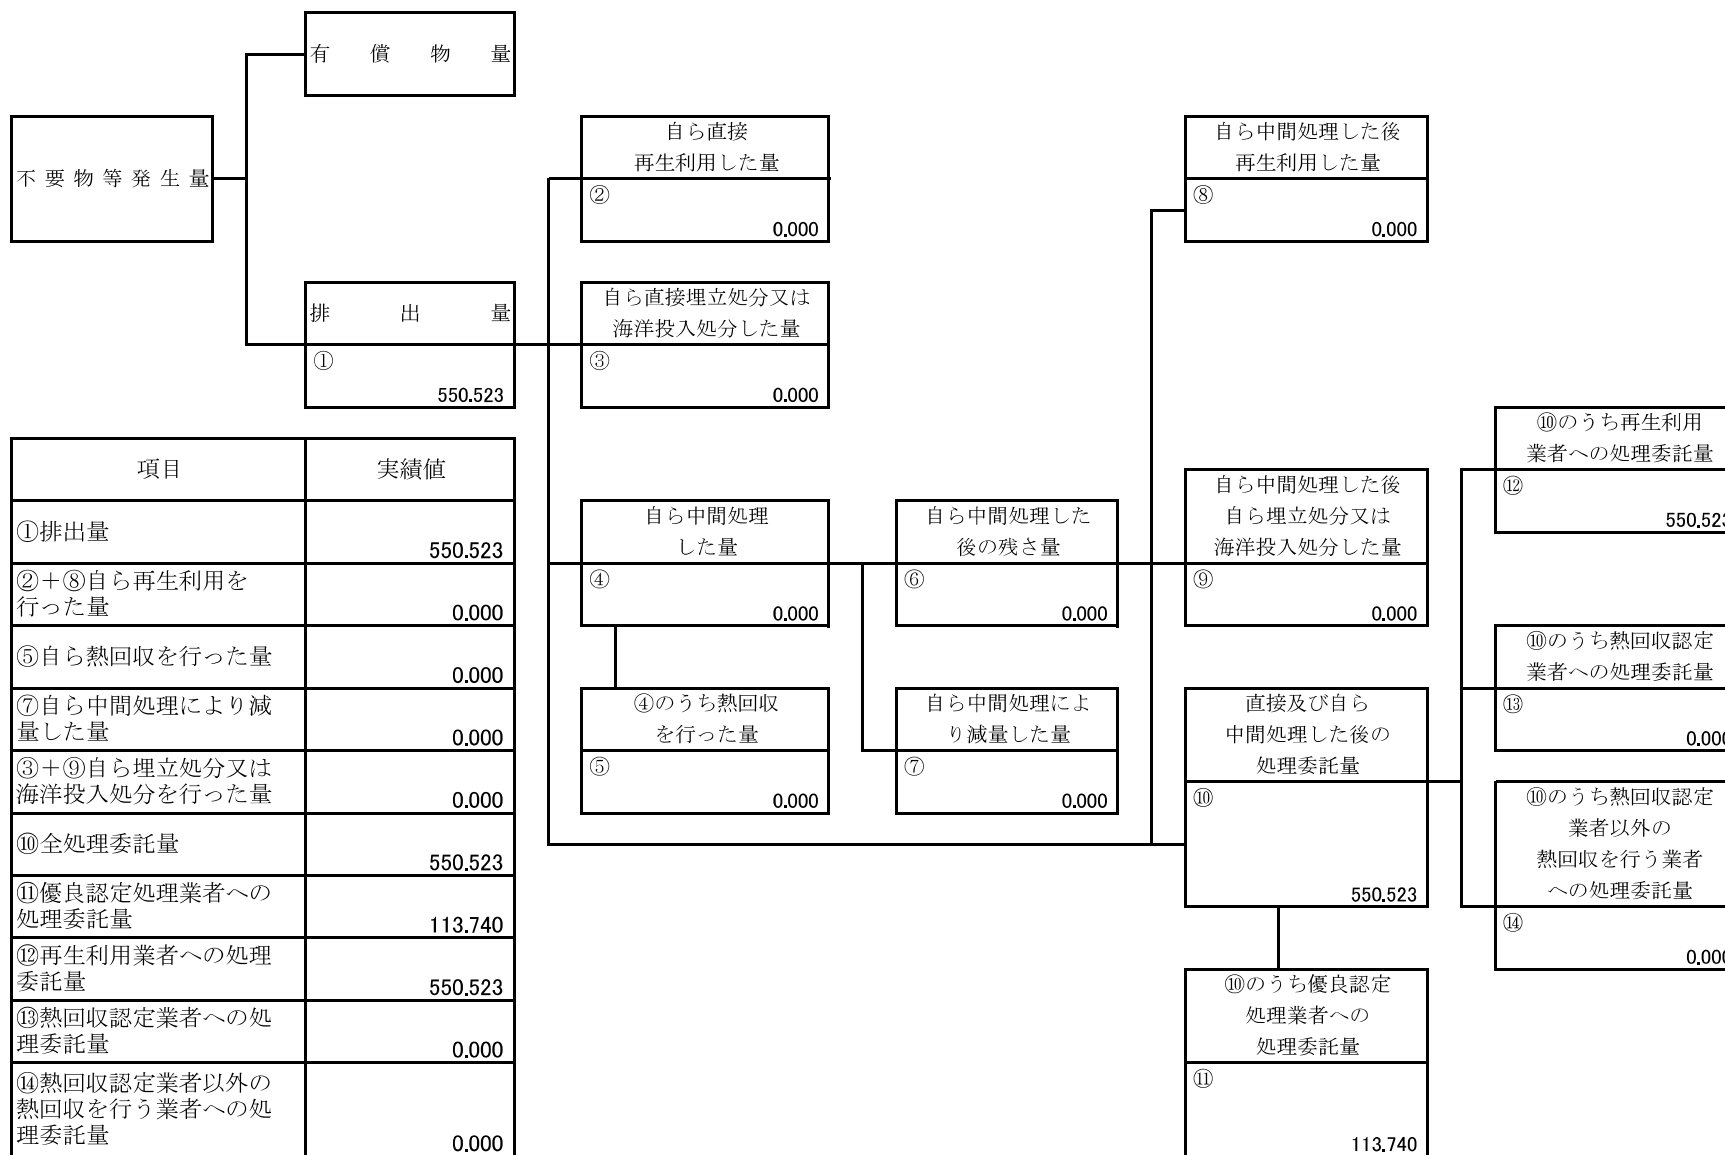 有償物量
不要物等発生量
排出量
①
550.523
自ら直接
再生利用した量
②
0.000
自ら直接埋立処分又は
海洋投入処分した量
③
0.000
自ら中間処理
した量
④
0.000
④のうち熱回収
を行った量
⑤
0.000
自ら中間処理した
後の残さ量
⑥
0.000
自ら中間処理によ
り減量した量
⑦
0.000
自ら中間処理した後
再生利用した量
⑧
0.000
自ら中間処理した後
自ら埋立処分又は
海洋投入処分した量
⑨
0.000
直接及び自ら
中間処理した後の
処理委託量
⑩
550.523
⑩のうち優良認定
処理業者への
処理委託量
⑪
113.740
⑩のうち再生利用
業者への処理委託量
⑫
550.523
⑩のうち熱回収認定
業者への処理委託量
⑬
0.000
⑩のうち熱回収認定
業者以外の
熱回収を行う業者
への処理委託量
⑭
0.000
項目 実績値
①排出量
550.523
②＋⑧自ら再生利用を
行った量
0.000
⑤自ら熱回収を行った量
0.000
⑦自ら中間処理により減
量した量
0.000
③＋⑨自ら埋立処分又は
海洋投入処分を行った量
0.000
⑩全処理委託量
550.523
⑪優良認定処理業者への
処理委託量
113.740
⑫再生利用業者への処理
委託量
550.523
⑬熱回収認定業者への処
理委託量
0.000
⑭熱回収認定業者以外の
熱回収を行う業者への処
理委託量
0.000